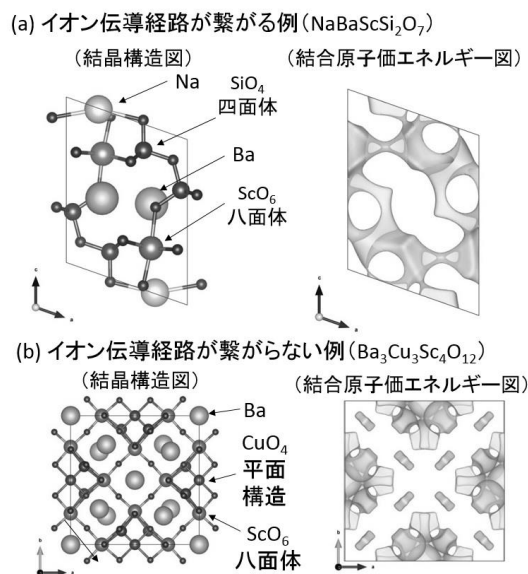 (a) イオン伝導経路が繋がる例(NaBaScSi₂O₇)
(結晶構造図)
(結合原子価エネルギー図)
Na
SiO₄
四面体
Ba
ScO₆
八面体
c
a
c
a
(b) イオン伝導経路が繋がらない例(Ba₃Cu₃Sc₄O₁₂)
(結晶構造図)
(結合原子価エネルギー図)
Ba
CuO₄
平面
構造
ScO₆
八面体
b
a
b
a